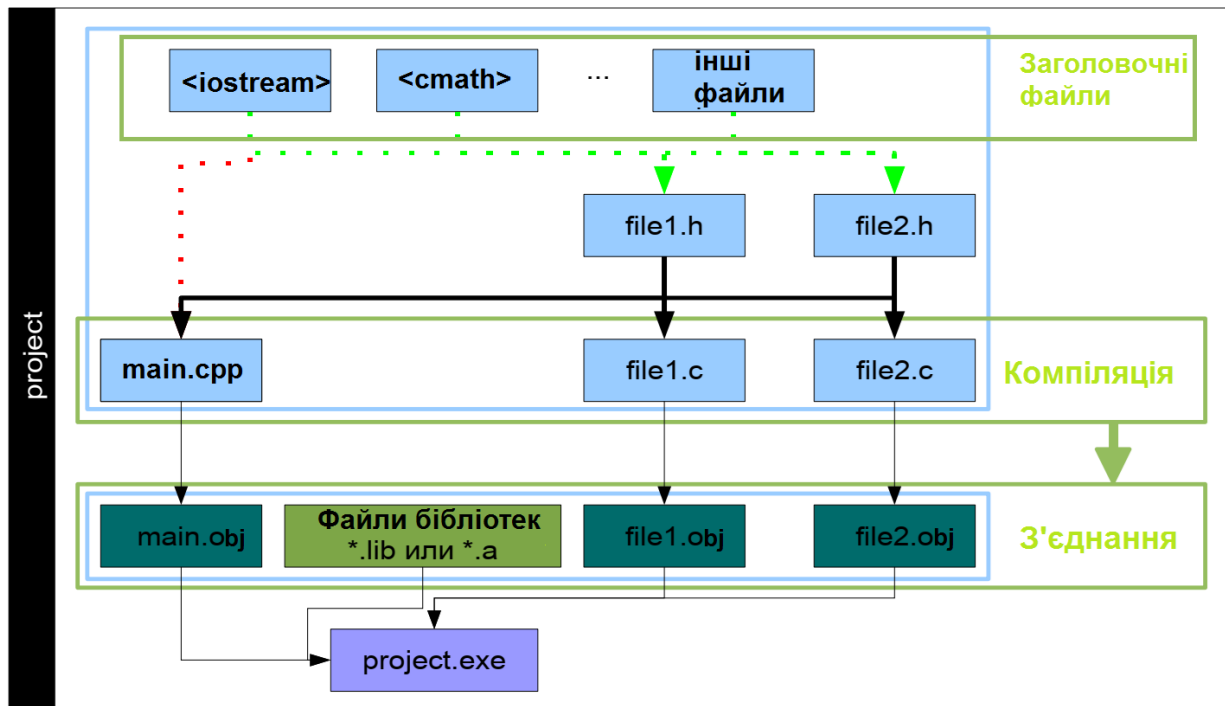 <iostream>
<cmath>
...
інші
файли
Заголовочні
файли
project
file1.h
file2.h
main.cpp
file1.c
file2.c
Компіляція
main.obj
Файли бібліотек
*.lib или *.a
file1.obj
file2.obj
З'єднання
project.exe